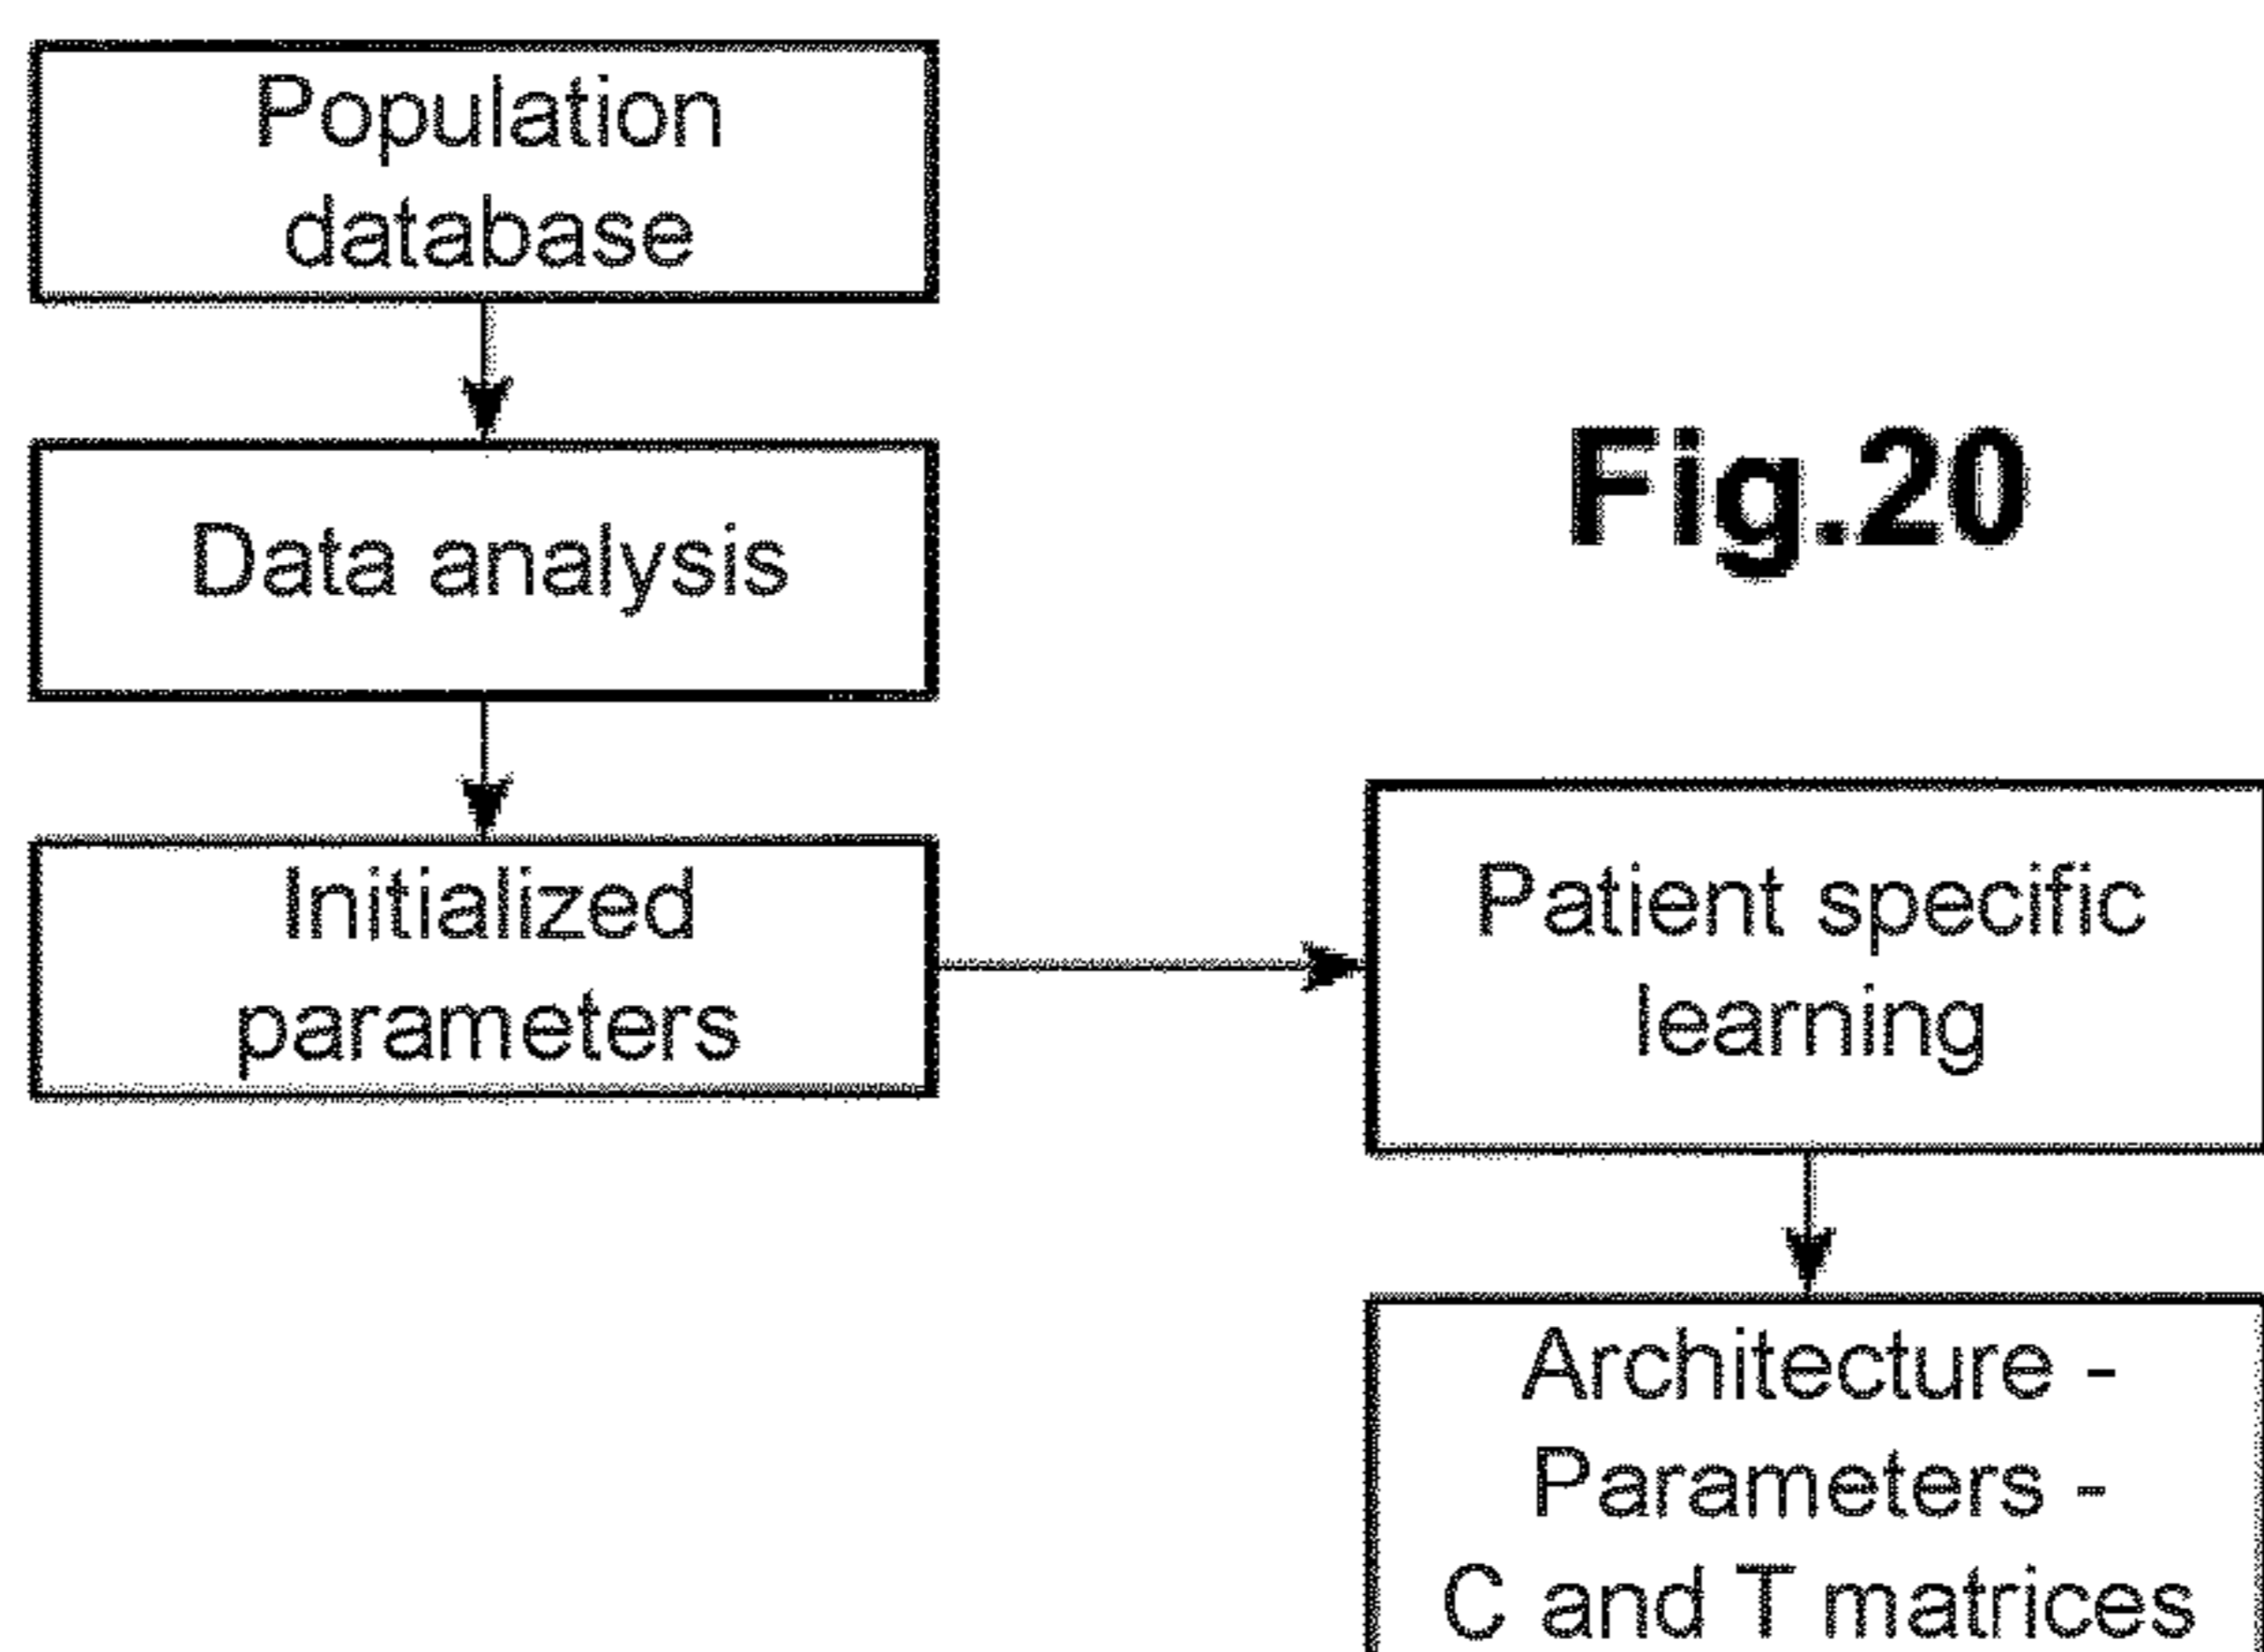 Population
database
Data analysis
Fig.20
Initialized
parameters
Patient specific
learning
Architecture -
Parameters -
C and T matrices